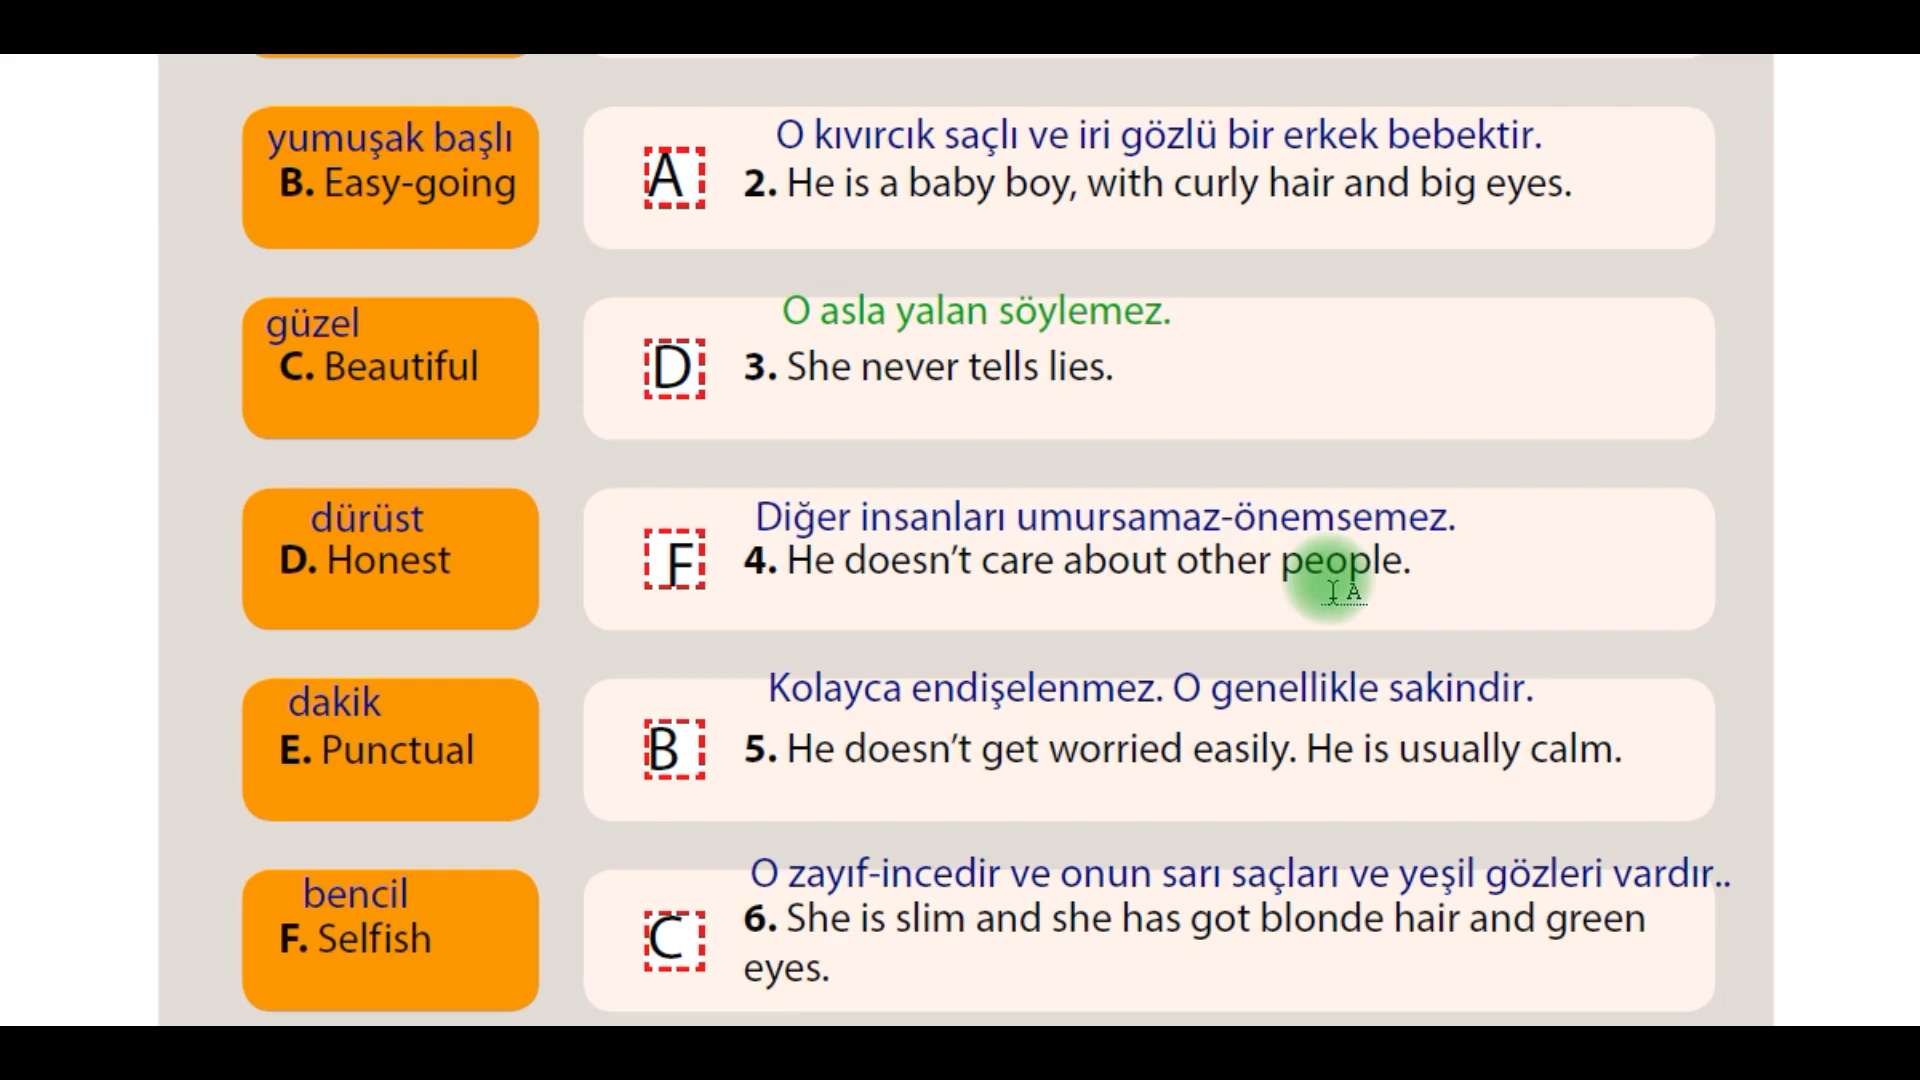 yumuşak başlı
B. Easy-going
A
O kıvırcık saçlı ve iri gözlü bir erkek bebektir.
2. He is a baby boy, with curly hair and big eyes.
güzel
C. Beautiful
D
O asla yalan söylemez.
3. She never tells lies.
dürüst
D. Honest
F
Diğer insanları umursamaz-önemsemez.
4. He doesn't care about other people.
A
dakik
E. Punctual
B
Kolayca endişelenmez. O genellikle sakindir.
5. He doesn't get worried easily. He is usually calm.
bencil
F. Selfish
C
O zayıf-incedir ve onun sarı saçları ve yeşil gözleri vardır..
6. She is slim and she has got blonde hair and green
eyes.